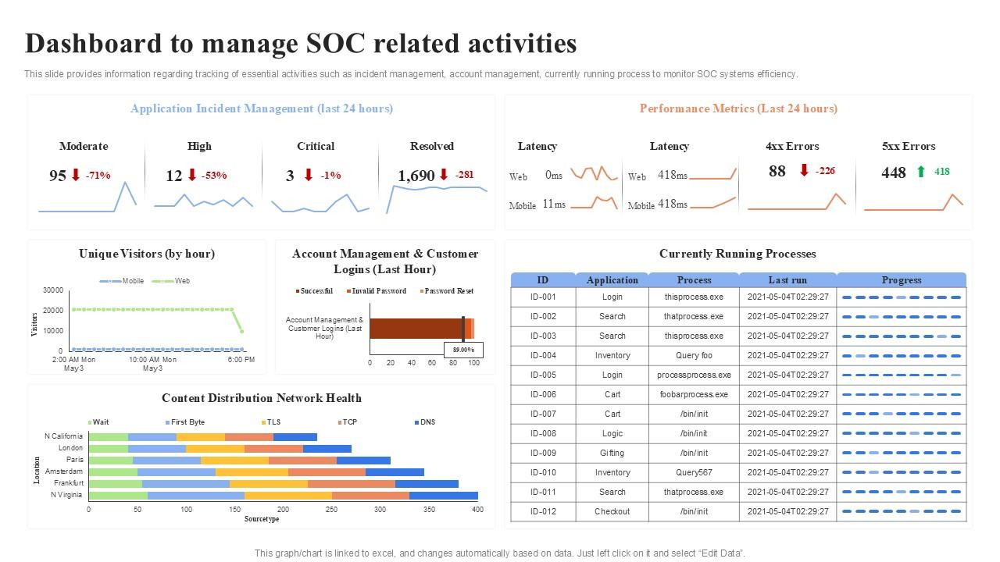 Dashboard to manage SOC related activities
This slide provides information regarding tracking of essential activities such as incident management, account management, currently running process to monitor SOC systems efficiency.
Application Incident Management (last 24 hours)
Moderate High Critical Resolved
95 -71% 12 -53% 3 -1% 1,690 -281
Performance Metrics (Last 24 hours)
Latency Latency 4xx Errors 5xx Errors
Web 0ms Web 418ms 88 -226 448 418
Mobile 11ms Mobile 418ms
Unique Visitors (by hour)
Mobile Web
Visitors
30000
20000
10000
0
2:00 AM Mon 10:00 AM Mon 6:00 PM
May3 May3
Account Management & Customer
Logins (Last Hour)
Successful Invalid Password Password Reset
Account Management &
Customer Logins (Last
Hour)
89.00%
0 20 40 60 80 100
Content Distribution Network Health
Wait First Byte TLS TCP DNS
Location
N California
London
Paris
Amsterdam
Frankfurt
N Virginia
0 50 100 150 200 250 300 350 400
Sourcetype
Currently Running Processes
ID Application Process Last run Progress
ID-001 Login thisprocess.exe 2021-05-04T02:29:27
ID-002 Search thatprocess.exe 2021-05-04T02:29:27
ID-003 Search thisprocess.exe 2021-05-04T02:29:27
ID-004 Inventory Query foo 2021-05-04T02:29:27
ID-005 Login processprocess.exe 2021-05-04T02:29:27
ID-006 Cart foobarprocess.exe 2021-05-04T02:29:27
ID-007 Cart /bin/init 2021-05-04T02:29:27
ID-008 Logic /bin/init 2021-05-04T02:29:27
ID-009 Gifting /bin/init 2021-05-04T02:29:27
ID-010 Inventory Query567 2021-05-04T02:29:27
ID-011 Search thatprocess.exe 2021-05-04T02:29:27
ID-012 Checkout /bin/init 2021-05-04T02:29:27
This graph/chart is linked to excel, and changes automatically based on data. Just left click on it and select “Edit Data”.